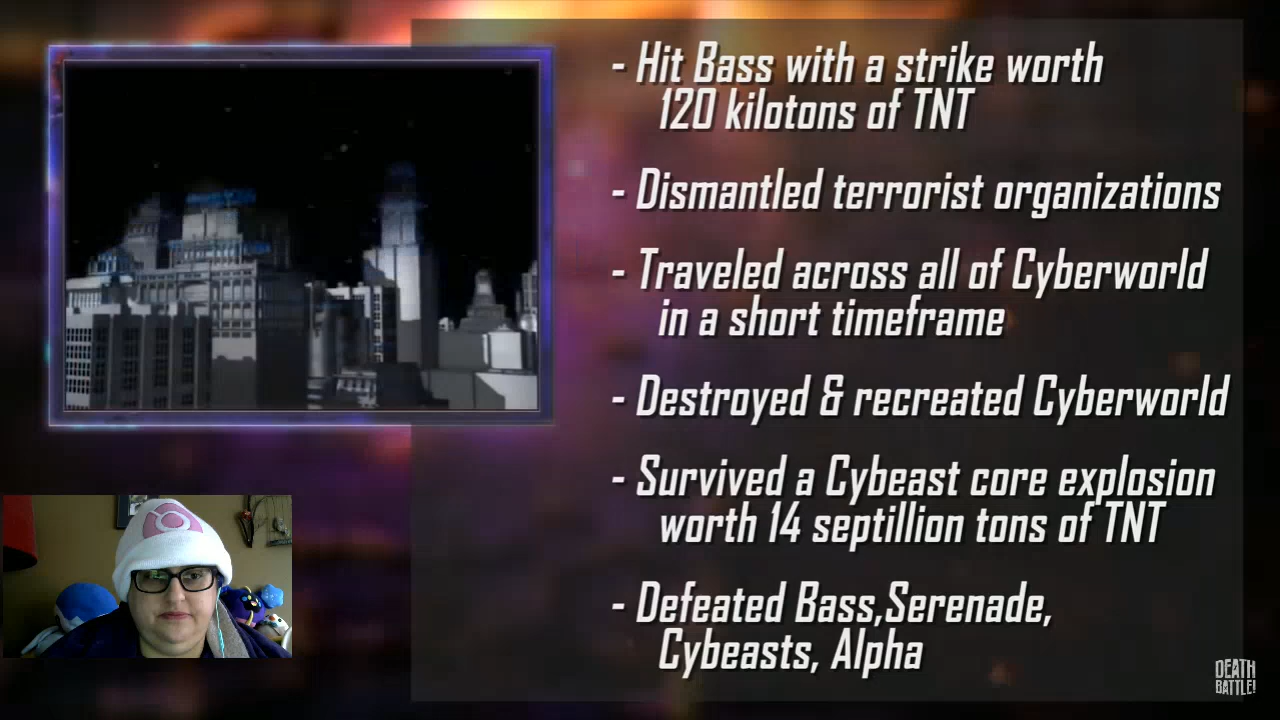 - Hit Bass with a strike worth
120 kilotons of TNT
- Dismantled terrorist organizations
- Traveled across all of Cyberworld
in a short timeframe
- Destroyed & recreated Cyberworld
- Survived a Cybeast core explosion
worth 14 septillion tons of TNT
- Defeated Bass,Serenade,
Cybeasts, Alpha
DEATH
BATTLE!